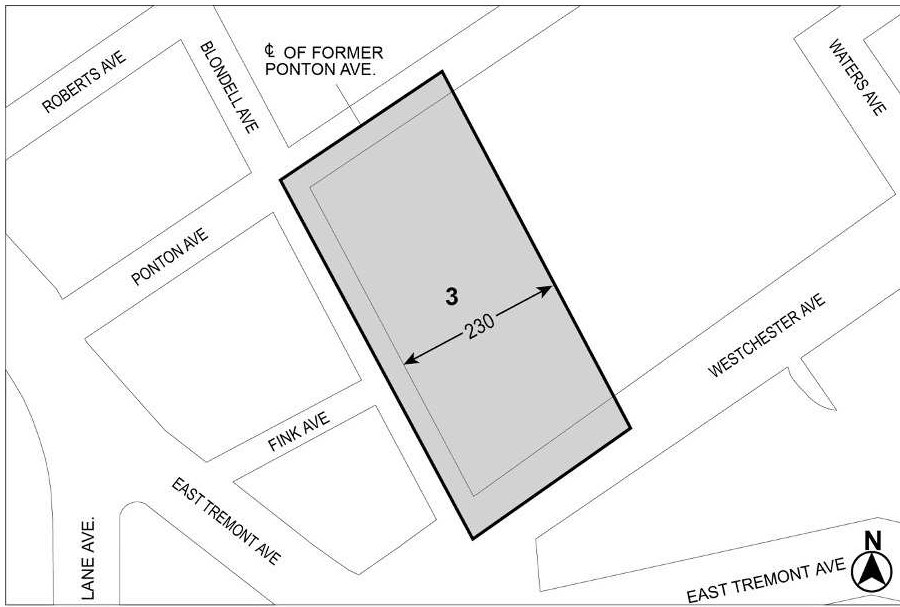 ROBERTS AVE
BLONDELL AVE
℄ OF FORMER
PONTON AVE.
WATERS AVE
PONTON AVE
3
230
WESTCHESTER AVE
FINK AVE
EAST TREMONT AVE
LANE AVE.
N
EAST TREMONT AVE